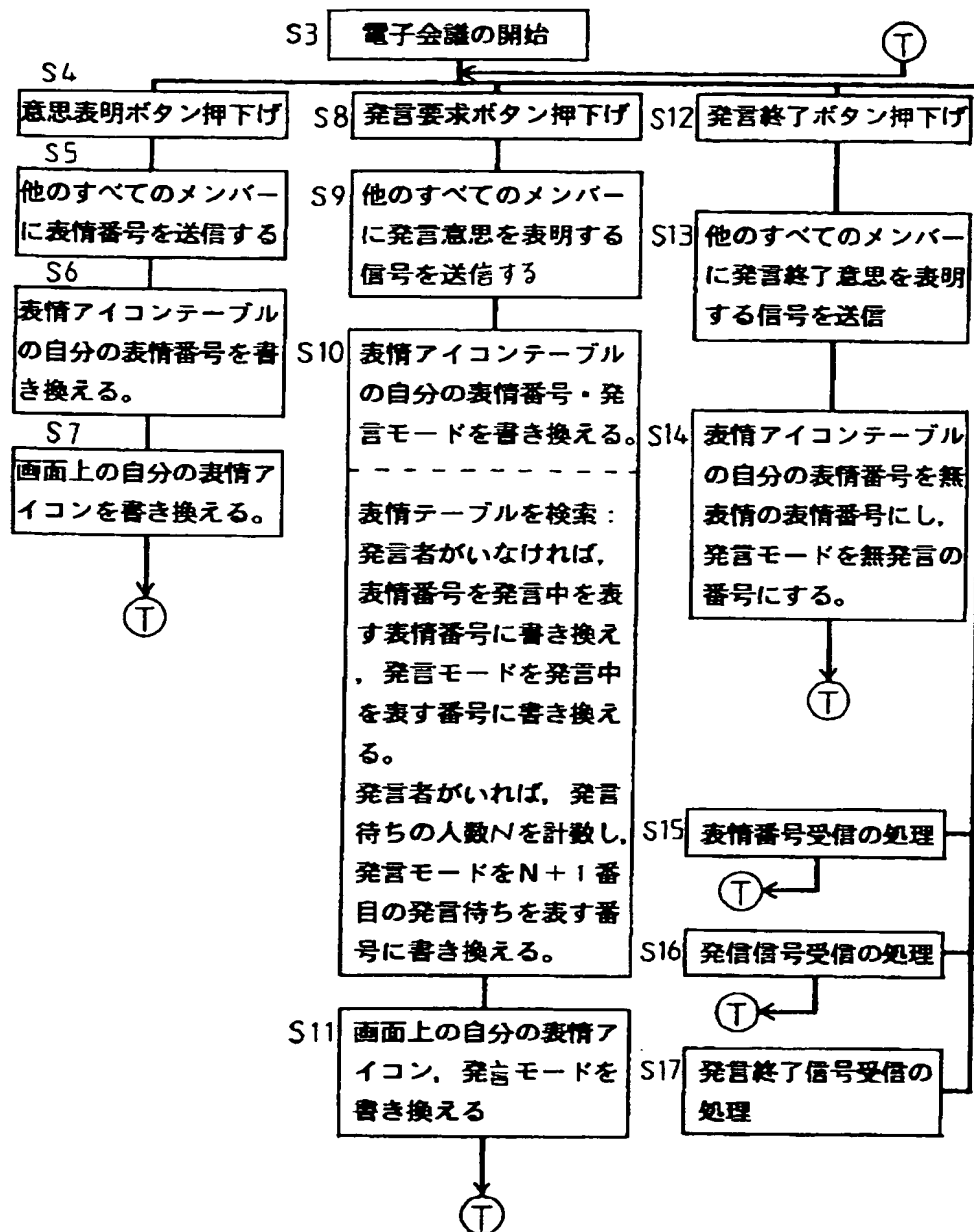 S3
電子会議の開始
T
S4
意思表明ボタン押下げ
S5
他のすべてのメンバー
に表情番号を送信する
S6
表情アイコンテーブル
の自分の表情番号を書
き換える。
S7
画面上の自分の表情ア
イコンを書き換える。
T
S8
発言要求ボタン押下げ
S9
他のすべてのメンバー
に発言意思を表明する
信号を送信する
S10
表情アイコンテーブル
の自分の表情番号・発
言モードを書き換える。
表情テーブルを検索：
発言者がいなければ，
表情番号を発言中を表
す表情番号に書き換え
，発言モードを発言中
を表す番号に書き換え
る。
発言者がいれば，発言
待ちの人数Nを計数し，
発言モードをN＋1番
目の発言待ちを表す番
号に書き換える。
S11
画面上の自分の表情ア
イコン，発言モードを
書き換える
T
S12
発言終了ボタン押下げ
S13
他のすべてのメンバー
に発言終了意思を表明
する信号を送信
S14
表情アイコンテーブル
の自分の表情番号を無
表情の表情番号にし，
発言モードを無発言の
番号にする。
T
S15
表情番号受信の処理
T
S16
発信信号受信の処理
T
S17
発言終了信号受信の
処理